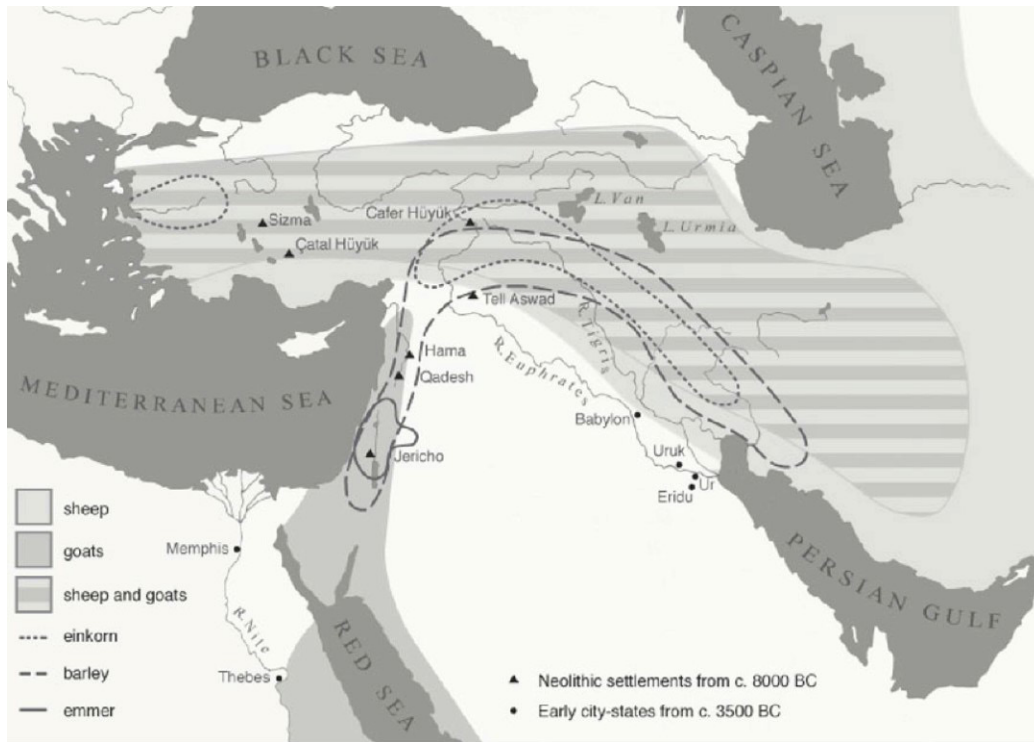 BLACK SEA
CASPIAN SEA
L. Van
L. Urmia
Sizma
Cafer Hüyük
Çatal Hüyük
Tell Aswad
R. Tigris
R. Euphrates
Hama
Qadesh
MEDITERRANEAN SEA
Babylon
Jericho
Uruk
Ur
Eridu
sheep
goats
sheep and goats
einkorn
barley
emmer
Memphis
R. Nile
Thebes
RED SEA
PERSIAN GULF
Neolithic settlements from c. 8000 BC
Early city-states from c. 3500 BC